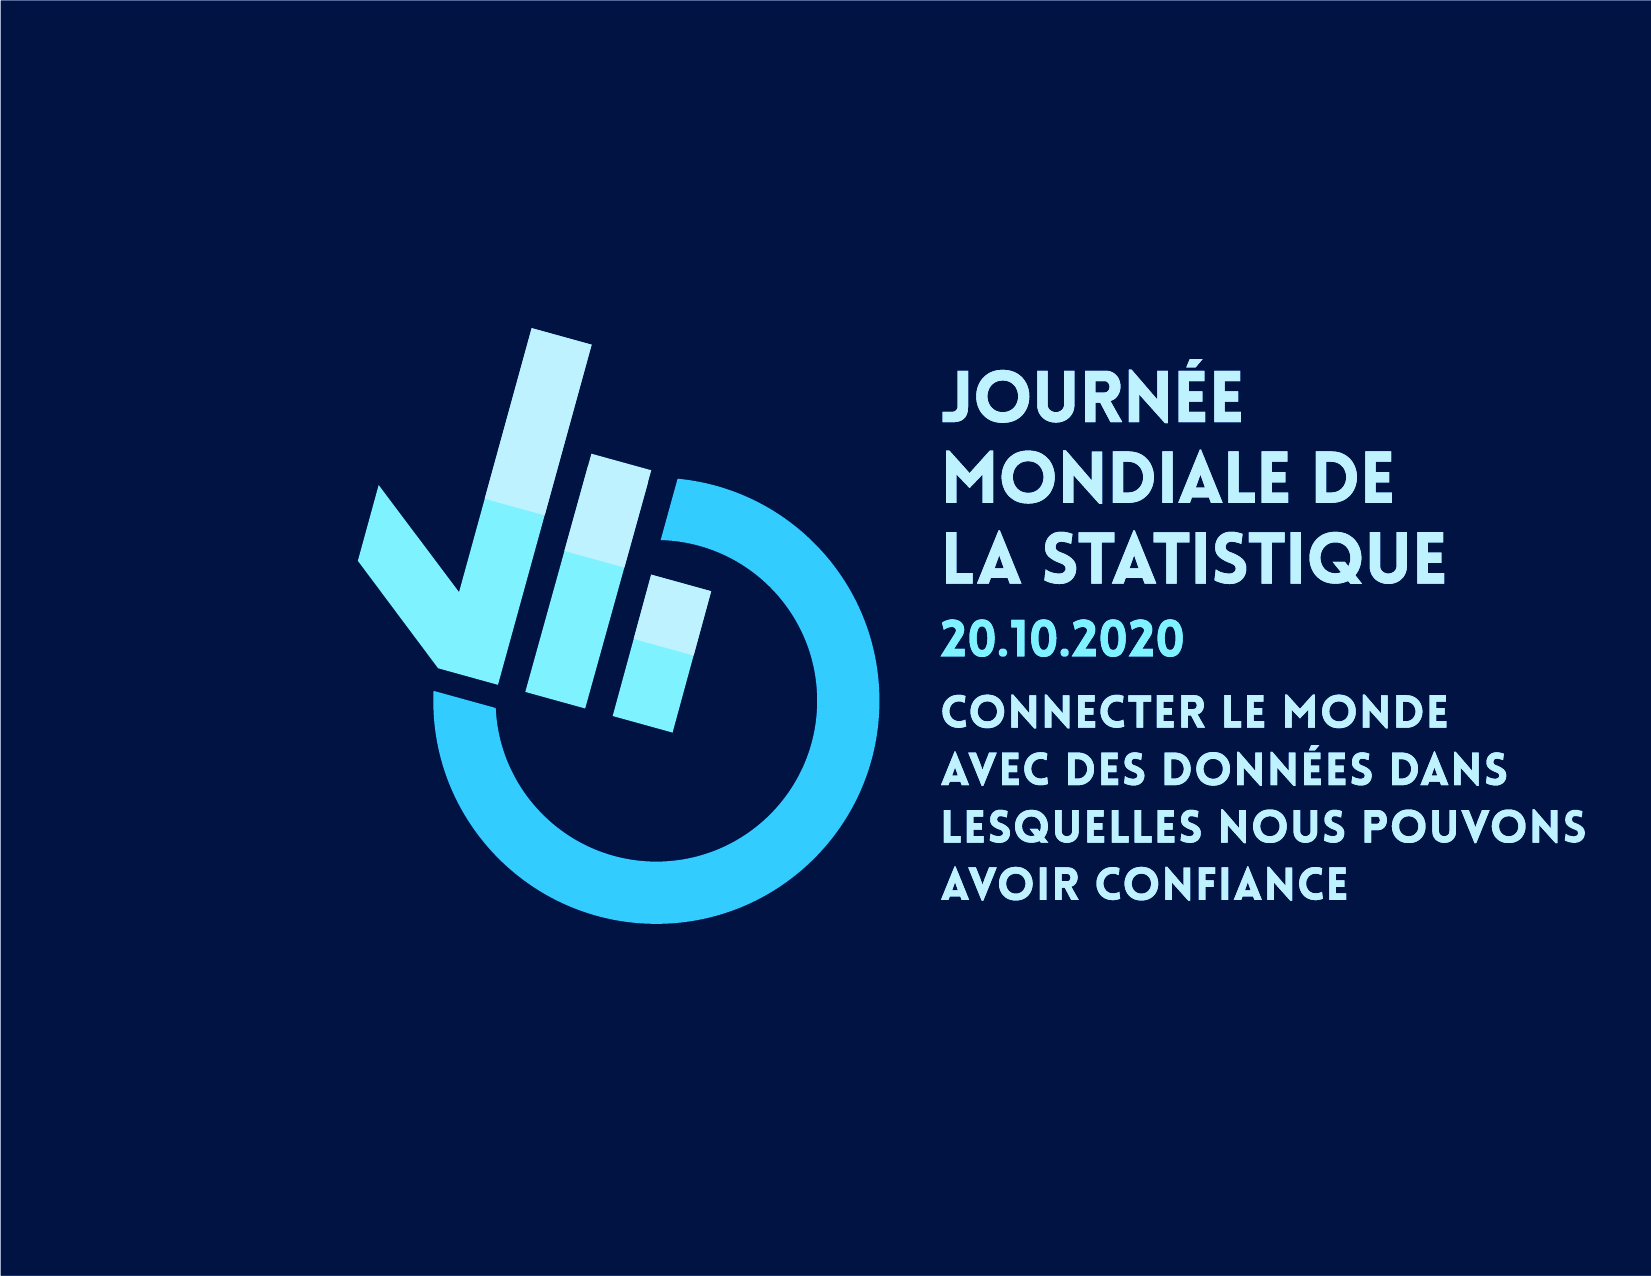 JOURNÉE
MONDIALE DE
LA STATISTIQUE
20.10.2020
CONNECTER LE MONDE
AVEC DES DONNÉES DANS
LESQUELLES NOUS POUVONS
AVOIR CONFIANCE